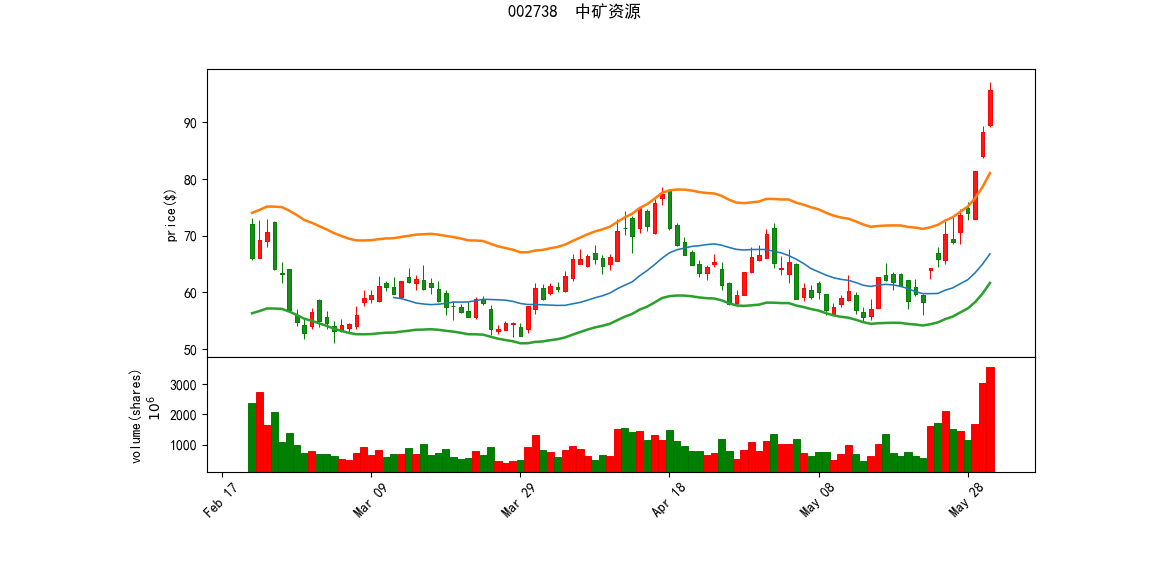 002738 中矿资源
price($)
90
80
70
60
50
volume(shares)
10^6
3000
2000
1000
Feb 17
Mar 09
Mar 29
Apr 18
May 08
May 28